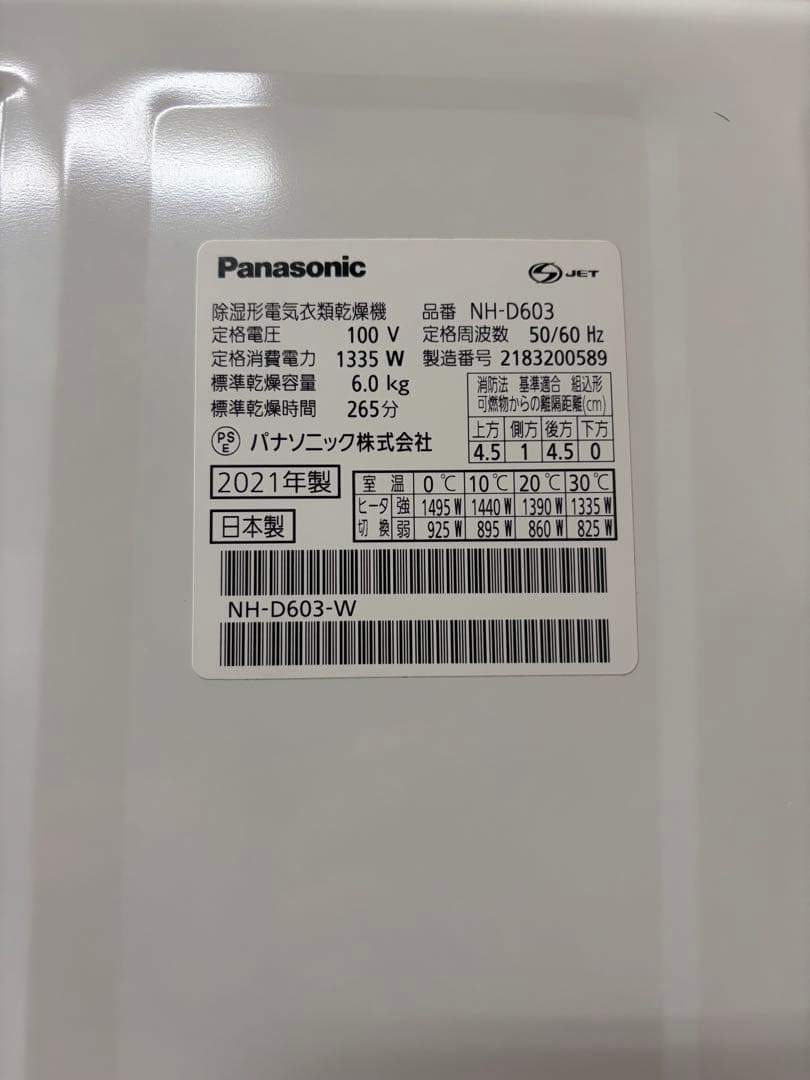 Panasonic
S JET
除湿形電気衣類乾燥機 品番 NH-D603
定格電圧 100 V 定格周波数 50/60 Hz
定格消費電力 1335 W 製造番号 2183200589
標準乾燥容量 6.0 kg
標準乾燥時間 265分
消防法 基準適合 組込形
可燃物からの離隔距離(cm)
上方 側方 後方 下方
4.5 1 4.5 0
PSE パナソニック株式会社
2021年製
日本製
室温 0℃ 10℃ 20℃ 30℃
ヒータ 強 1495 W 1440 W 1390 W 1335 W
切換 弱 925 W 895 W 860 W 825 W
NH-D603-W